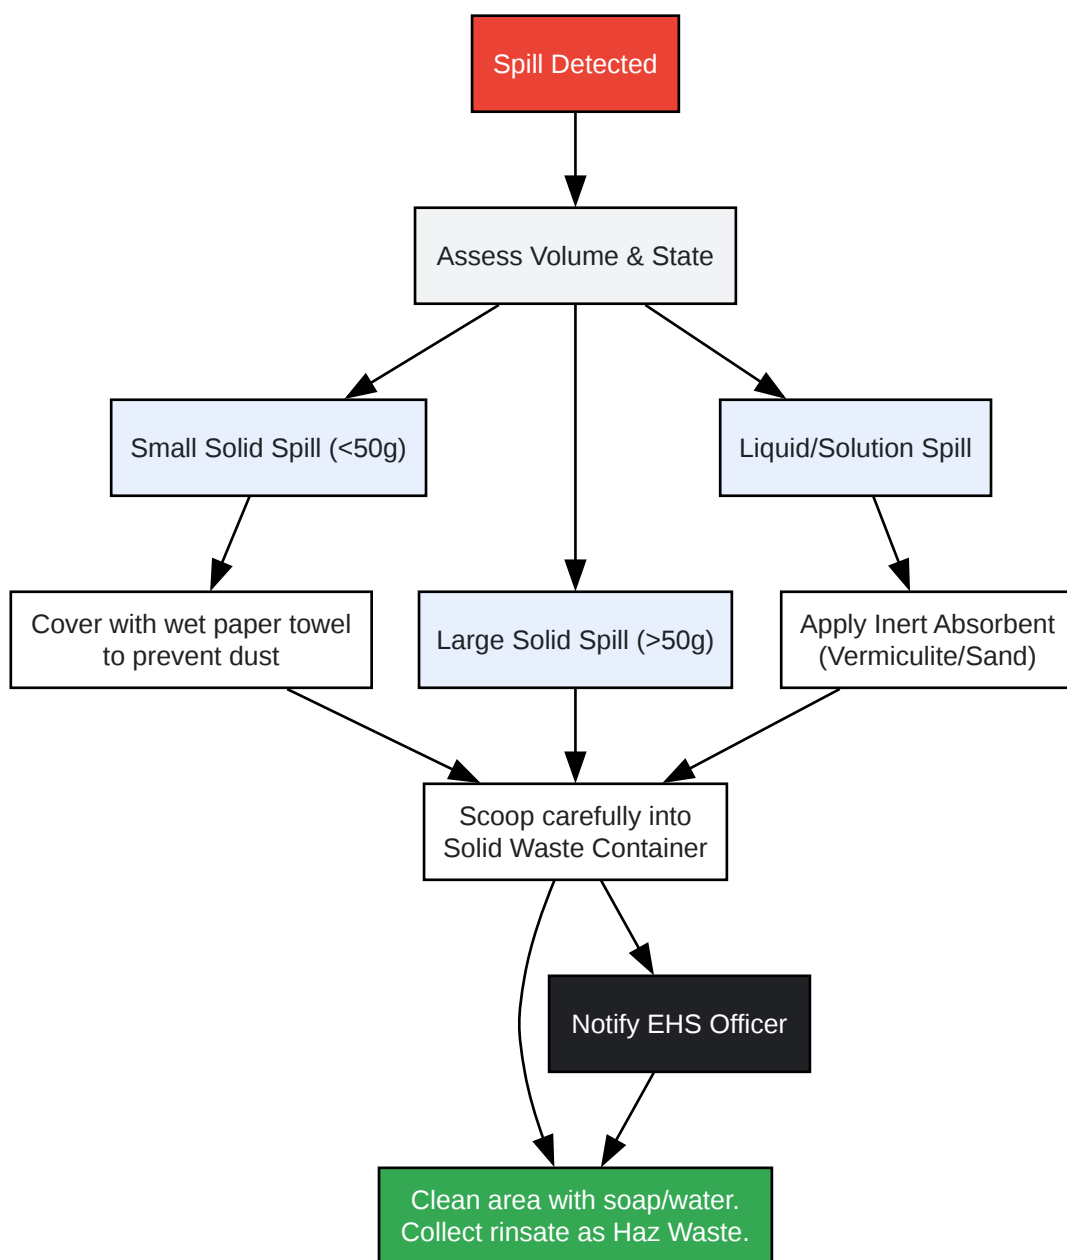 Spill Detected
Assess Volume & State
Small Solid Spill (<50g)
Liquid/Solution Spill
Cover with wet paper towel
to prevent dust
Large Solid Spill (>50g)
Apply Inert Absorbent
(Vermiculite/Sand)
Scoop carefully into
Solid Waste Container
Notify EHS Officer
Clean area with soap/water.
Collect rinsate as Haz Waste.